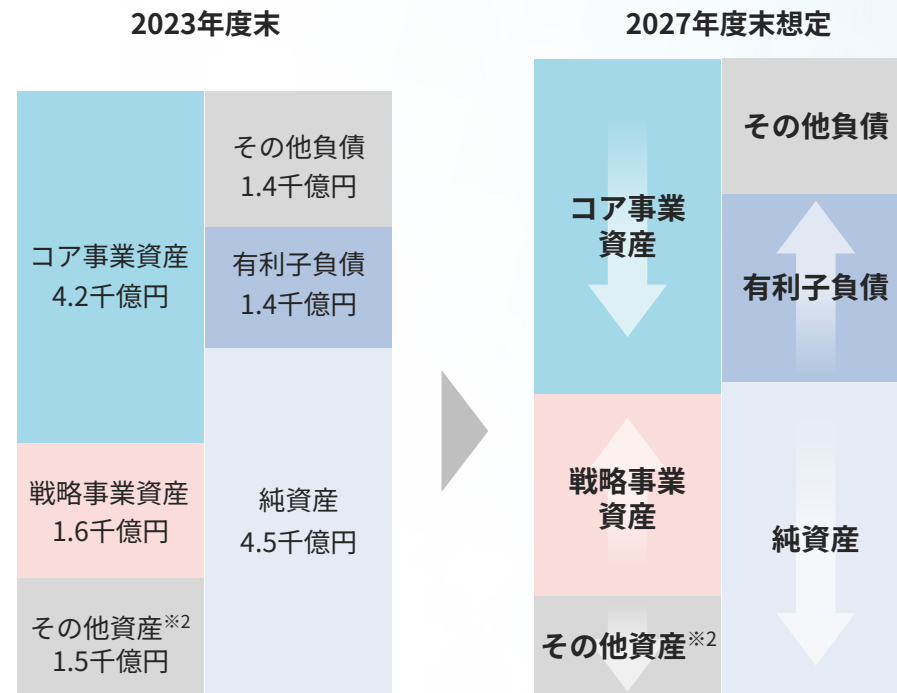 2023年度末
コア事業資産
4.2千億円
戦略事業資産
1.6千億円
その他資産※2
1.5千億円
その他負債
1.4千億円
有利子負債
1.4千億円
純資産
4.5千億円
2027年度末想定
コア事業
資産
戦略事業
資産
その他資産※2
その他負債
有利子負債
純資産